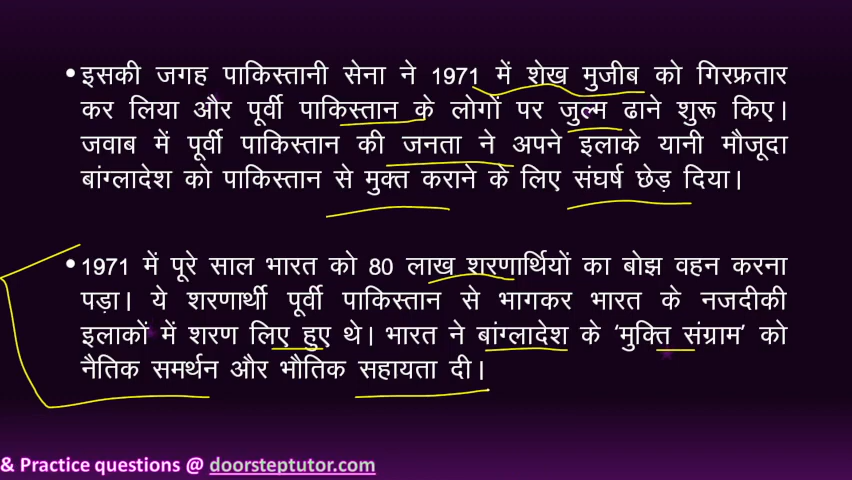 • इसकी जगह पाकिस्तानी सेना ने 1971 में शेख मुजीब को गिरफ़्तार
कर लिया और पूर्वी पाकिस्तान के लोगों पर जुल्म ढाने शुरू किए।
जवाब में पूर्वी पाकिस्तान की जनता ने अपने इलाके यानी मौजूदा
बांग्लादेश को पाकिस्तान से मुक्त कराने के लिए संघर्ष छेड़ दिया।
• 1971 में पूरे साल भारत को 80 लाख शरणार्थियों का बोझ वहन करना
पड़ा। ये शरणार्थी पूर्वी पाकिस्तान से भागकर भारत के नजदीकी
इलाकों में शरण लिए हुए थे। भारत ने बांग्लादेश के 'मुक्ति संग्राम' को
नैतिक समर्थन और भौतिक सहायता दी।
& Practice questions @ doorsteptutor.com